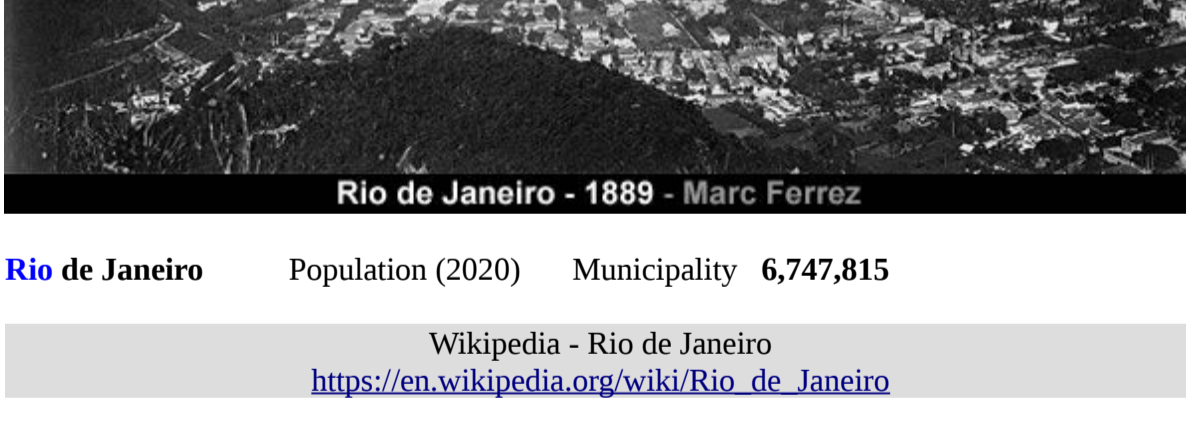 Rio de Janeiro - 1889 - Marc Ferrez
Rio de Janeiro Population (2020) Municipality 6,747,815
Wikipedia - Rio de Janeiro
https://en.wikipedia.org/wiki/Rio_de_Janeiro